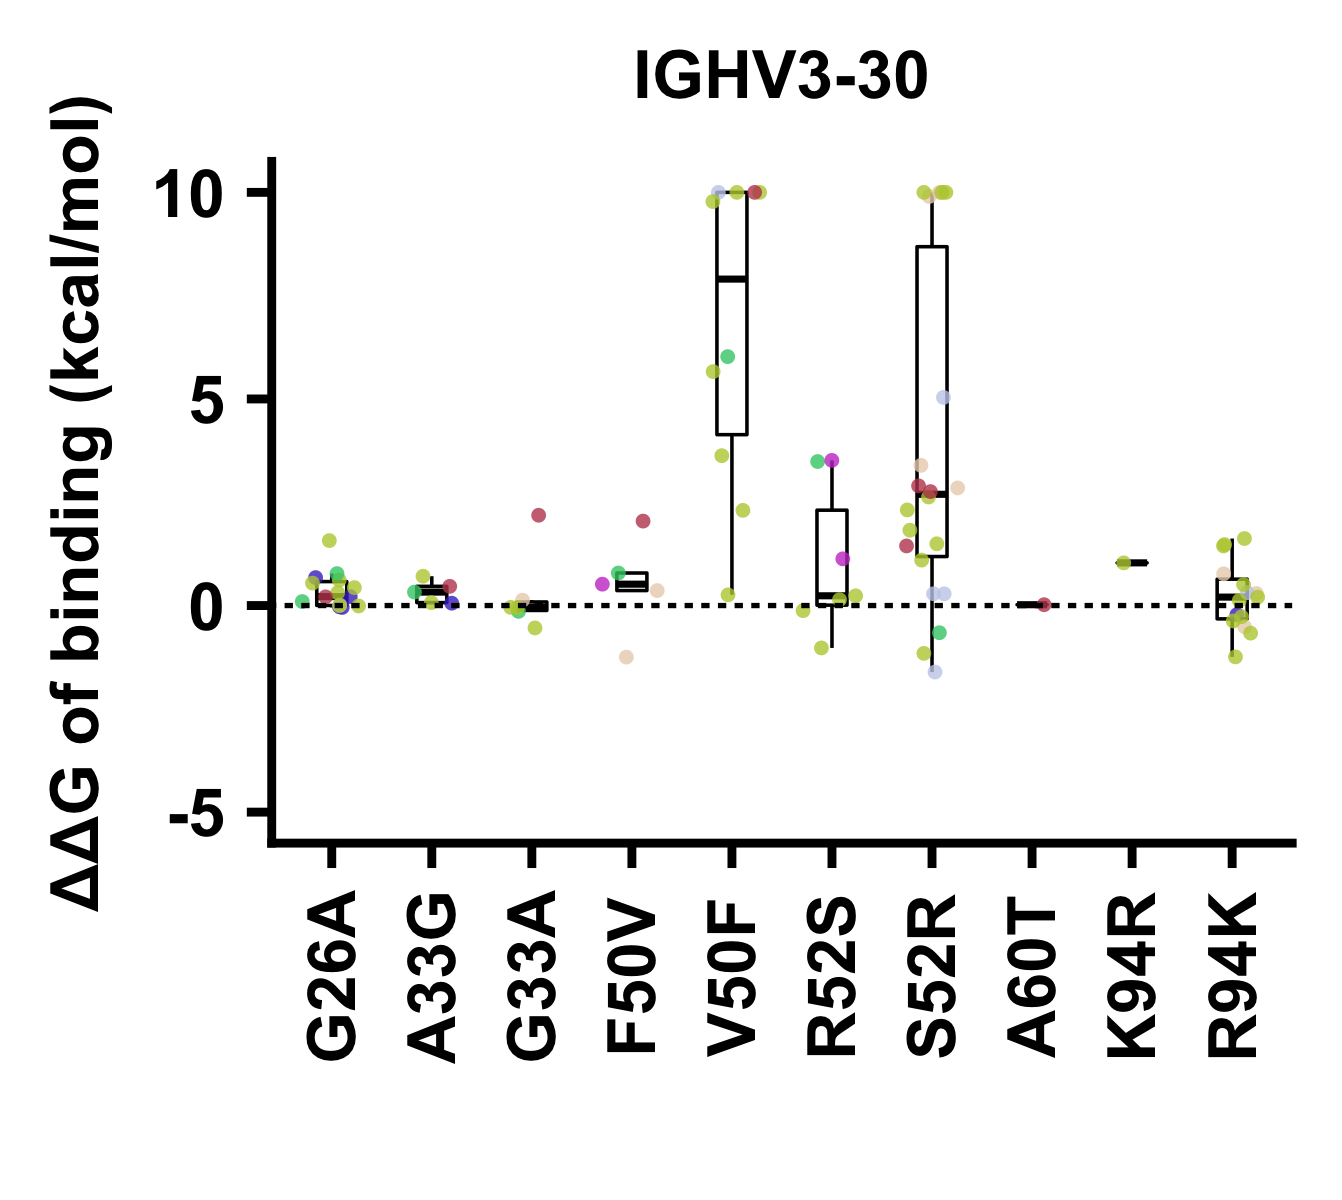 IGHV3-30
ΔΔG of binding (kcal/mol)
10
5
0
-5
G26A
A33G
G33A
F50V
V50F
R52S
S52R
A60T
K94R
R94K